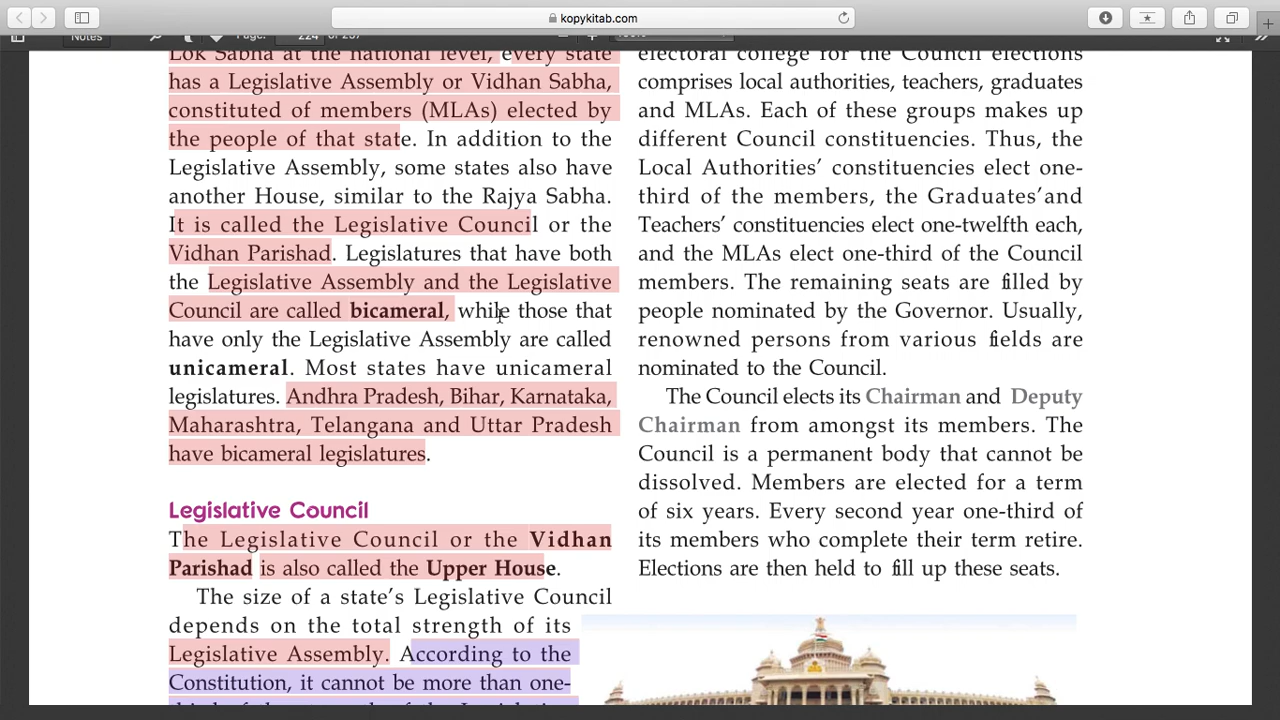 kopykitab.com
Notes
Lok Sabha at the national level, every state
has a Legislative Assembly or Vidhan Sabha,
constituted of members (MLAs) elected by
the people of that state. In addition to the
Legislative Assembly, some states also have
another House, similar to the Rajya Sabha.
It is called the Legislative Council or the
Vidhan Parishad. Legislatures that have both
the Legislative Assembly and the Legislative
Council are called bicameral, while those that
have only the Legislative Assembly are called
unicameral. Most states have unicameral
legislatures. Andhra Pradesh, Bihar, Karnataka,
Maharashtra, Telangana and Uttar Pradesh
have bicameral legislatures.
Legislative Council
The Legislative Council or the Vidhan
Parishad is also called the Upper House.
The size of a state's Legislative Council
depends on the total strength of its
Legislative Assembly. According to the
Constitution, it cannot be more than one-
electoral college for the Council elections
comprises local authorities, teachers, graduates
and MLAs. Each of these groups makes up
different Council constituencies. Thus, the
Local Authorities' constituencies elect one-
third of the members, the Graduates'and
Teachers' constituencies elect one-twelfth each,
and the MLAs elect one-third of the Council
members. The remaining seats are filled by
people nominated by the Governor. Usually,
renowned persons from various fields are
nominated to the Council.
The Council elects its Chairman and Deputy
Chairman from amongst its members. The
Council is a permanent body that cannot be
dissolved. Members are elected for a term
of six years. Every second year one-third of
its members who complete their term retire.
Elections are then held to fill up these seats.